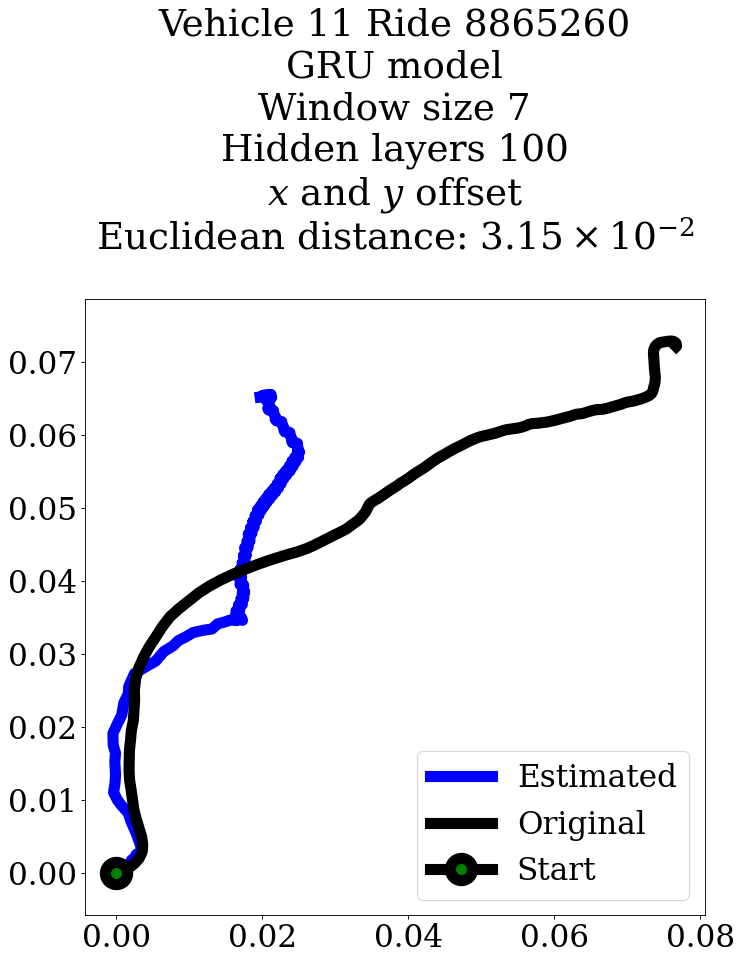 Vehicle 11 Ride 8865260
GRU model
Window size 7
Hidden layers 100
x and y offset
Euclidean distance: 3.15 × 10⁻²
0.07
0.06
0.05
0.04
0.03
0.02
0.01
0.00
Estimated
Original
Start
0.00 0.02 0.04 0.06 0.08